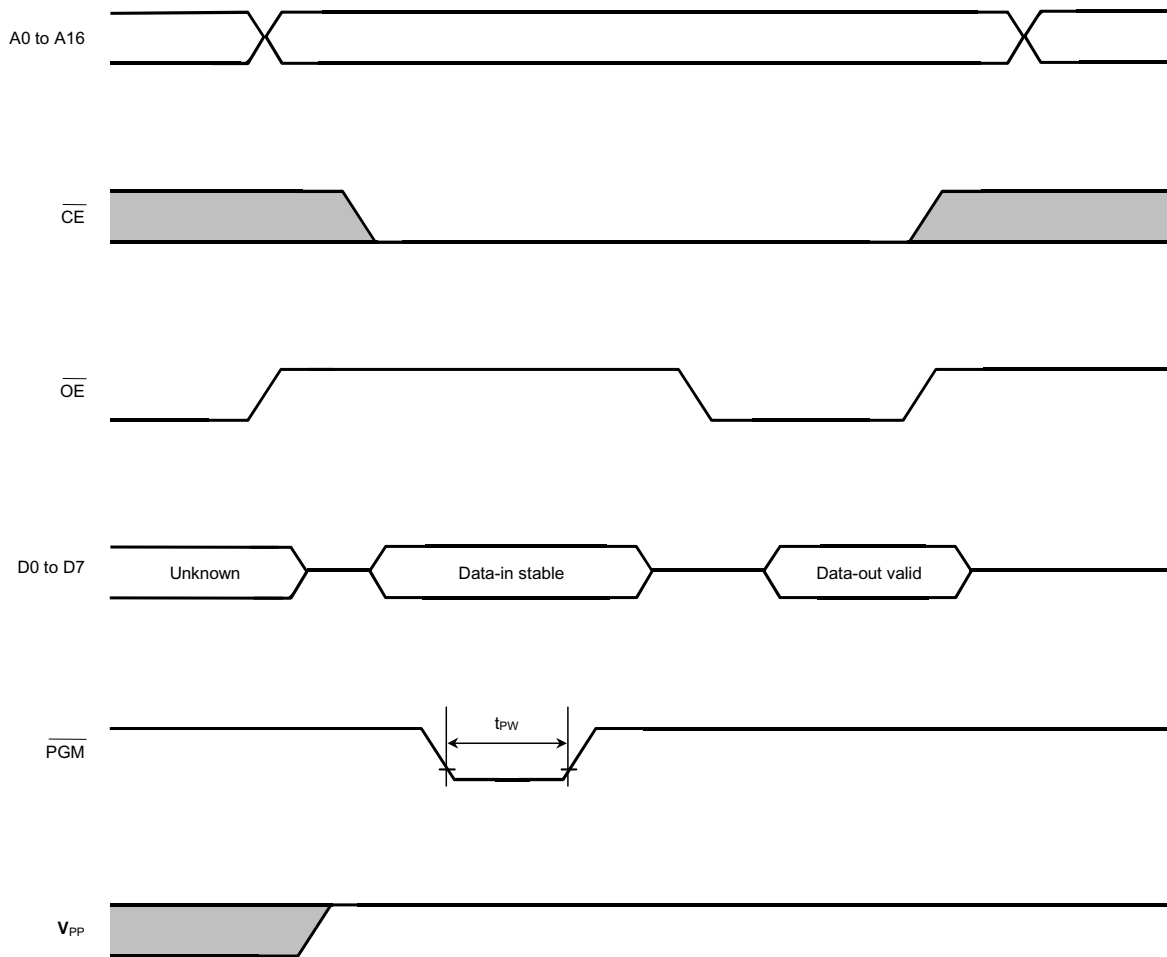 A0 to A16
CE
OE
D0 to D7
Unknown
Data-in stable
Data-out valid
tPW
PGM
VPP